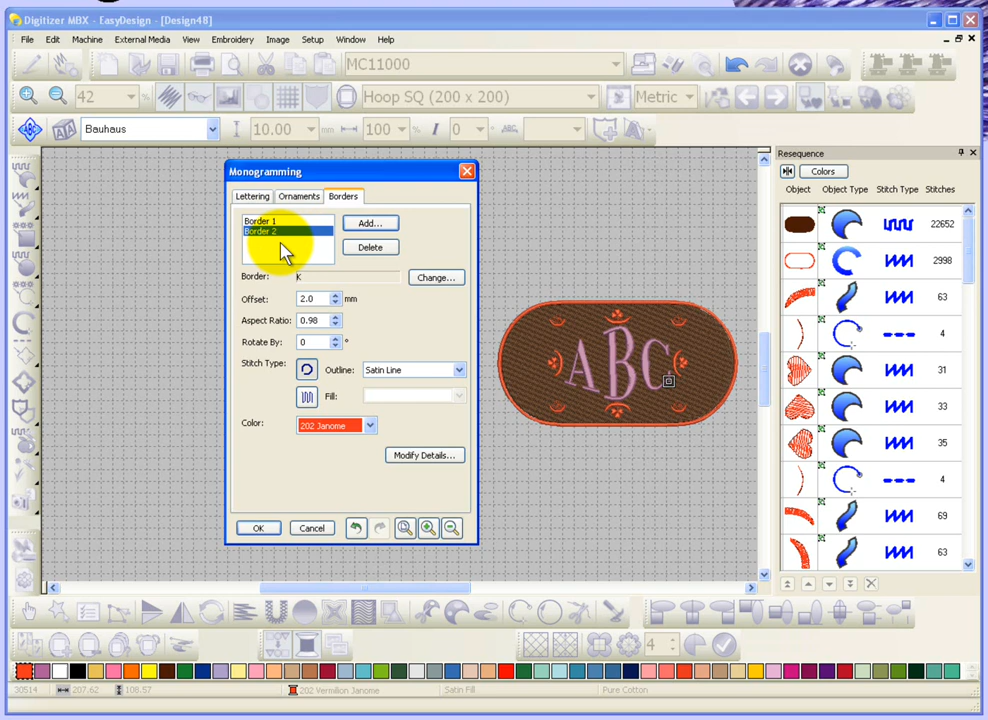 Digitizer MBX - EasyDesign - [Design48]
File Edit Machine External Media View Embroidery Image Setup Window Help
MC11000
42 % Hoop SQ (200 x 200) Metric
Bauhaus 10.00 mm 100 % 0 °
Monogramming
Lettering Ornaments Borders
Border 1
Border 2
Add...
Delete
Border: K Change...
Offset: 2.0 mm
Aspect Ratio: 0.98
Rotate By: 0 °
Stitch Type: Outline: Satin Line
Fill:
Color: 202 Janome
Modify Details...
OK Cancel
ABC
Resequence
Colors
Object Object Type Stitch Type Stitches
22652
2998
63
4
31
33
35
4
69
63
4
30514 207.62 108.57 202 Vermilion Janome Satin Fill Pure Cotton